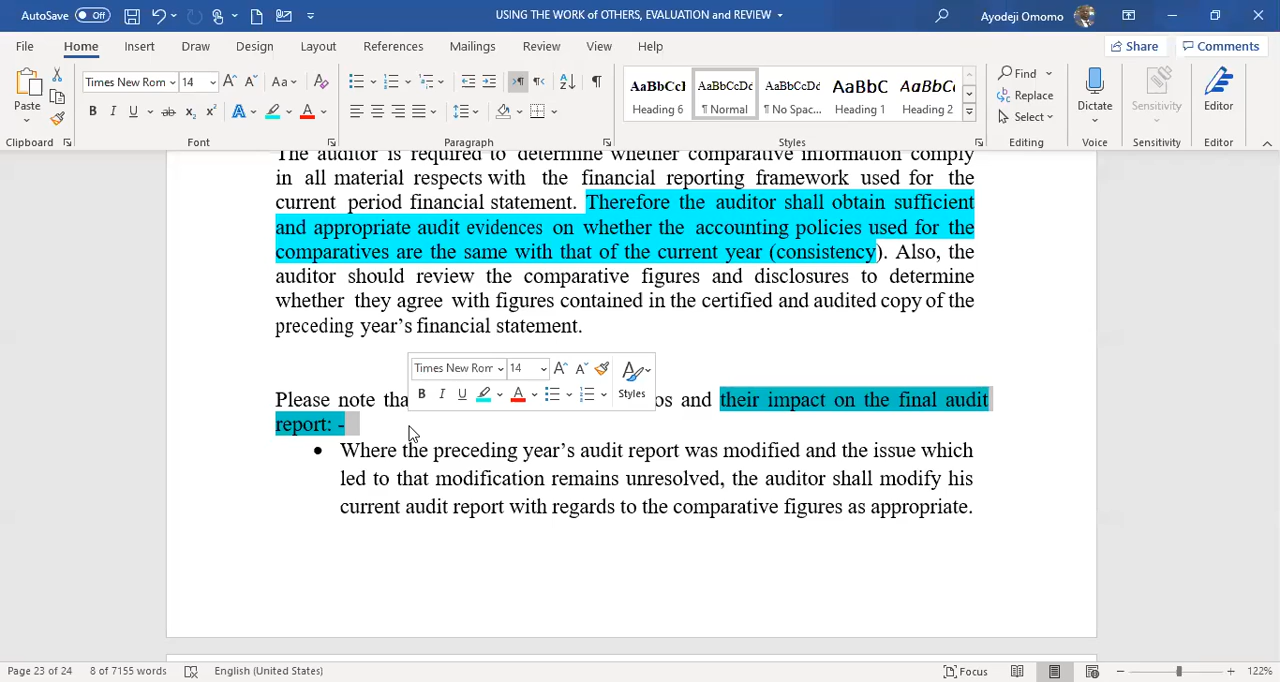 AutoSave Off USING THE WORK of OTHERS, EVALUATION and REVIEW Ayodeji Omomo
File Home Insert Draw Design Layout References Mailings Review View Help Share Comments
Paste Times New Rom 14 Aa AaBbCcI AaBbCcDc AaBbCcDc AaBbC AaBbC Find Replace Select Dictate Sensitivity Editor
B I U ab x₂ x² A A Heading 6 ¶ Normal ¶ No Spac... Heading 1 Heading 2
Clipboard Font Paragraph Styles Editing Voice Sensitivity Editor
The auditor is required to determine whether comparative information comply
in all material respects with the financial reporting framework used for the
current period financial statement. Therefore the auditor shall obtain sufficient
and appropriate audit evidences on whether the accounting policies used for the
comparatives are the same with that of the current year (consistency). Also, the
auditor should review the comparative figures and disclosures to determine
whether they agree with figures contained in the certified and audited copy of the
preceding year's financial statement.
Times New Rom 14 Styles
B I U A
Please note tha os and their impact on the final audit
report: -
• Where the preceding year's audit report was modified and the issue which
led to that modification remains unresolved, the auditor shall modify his
current audit report with regards to the comparative figures as appropriate.
Page 23 of 24 8 of 7155 words English (United States) Focus 122%